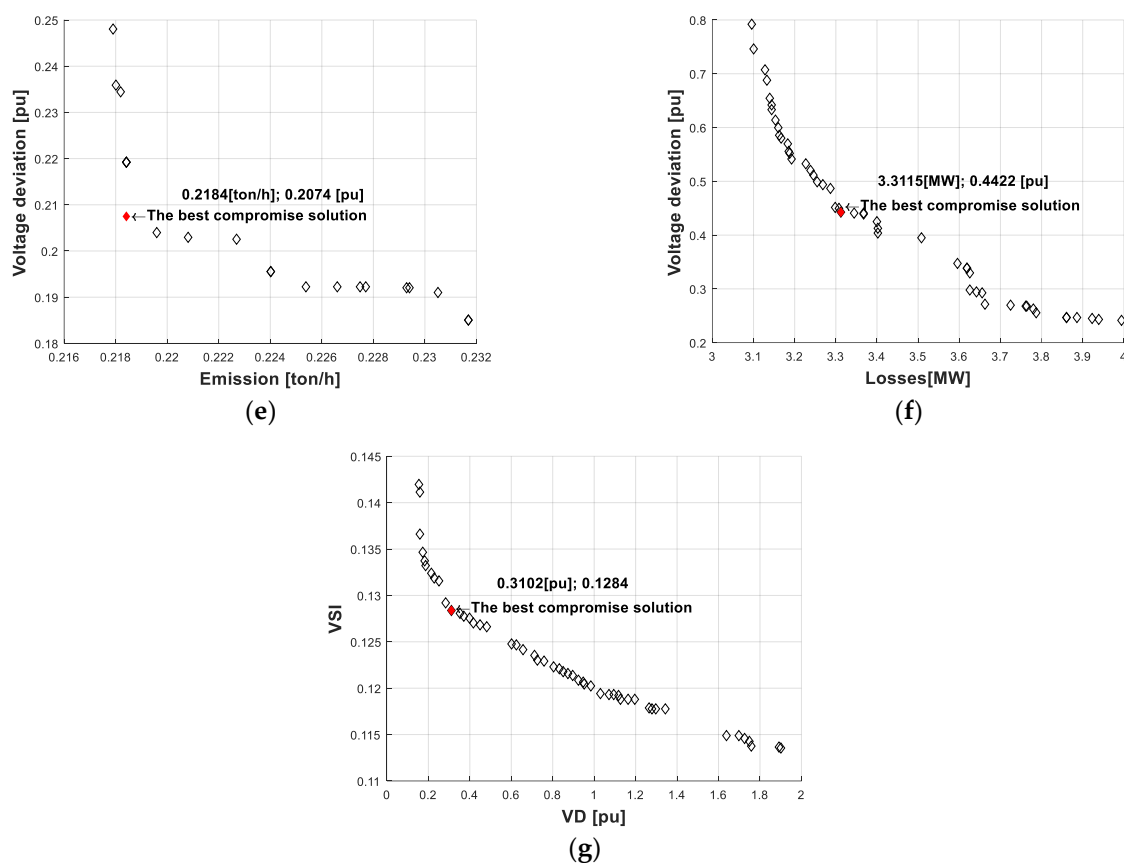 0.25
0.24
0.23
0.22
0.21
0.2
0.19
0.18
Voltage deviation [pu]
0.2184[ton/h]; 0.2074 [pu]
The best compromise solution
0.216 0.218 0.22 0.222 0.224 0.226 0.228 0.23 0.232
Emission [ton/h]
(e)
0.8
0.7
0.6
0.5
0.4
0.3
0.2
Voltage deviation [pu]
3.3115[MW]; 0.4422 [pu]
The best compromise solution
3 3.1 3.2 3.3 3.4 3.5 3.6 3.7 3.8 3.9 4
Losses[MW]
(f)
0.145
0.14
0.135
0.13
0.125
0.12
0.115
0.11
VSI
0.3102[pu]; 0.1284
The best compromise solution
0 0.2 0.4 0.6 0.8 1 1.2 1.4 1.6 1.8 2
VD [pu]
(g)